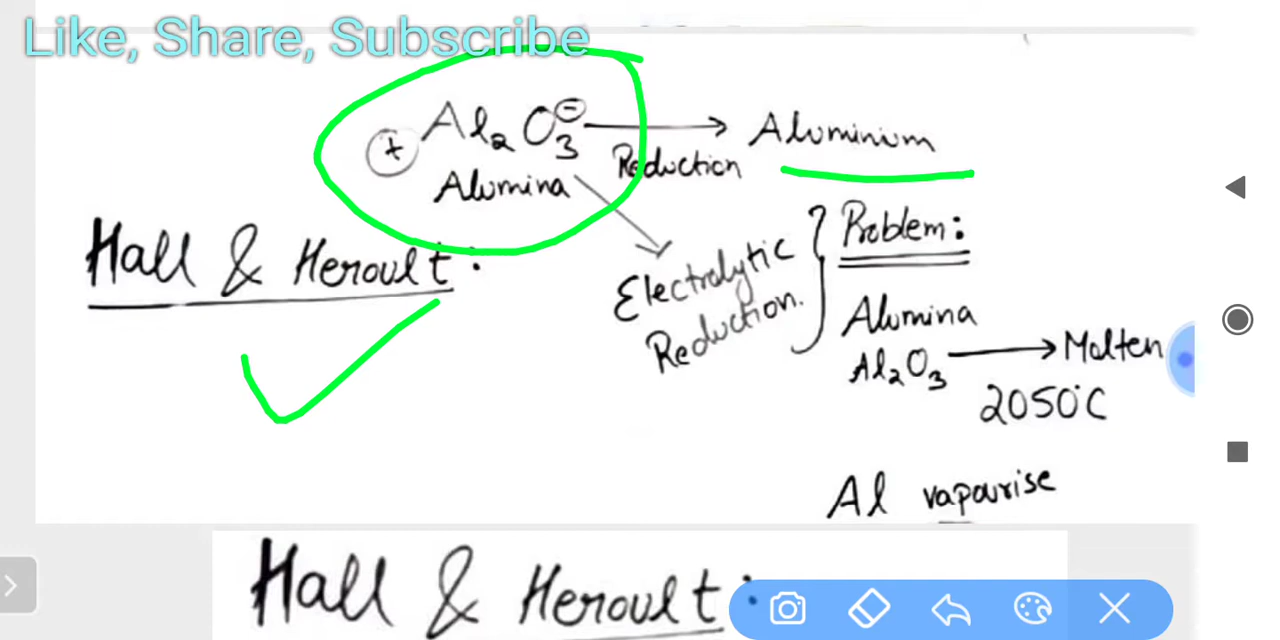 Like, Share, Subscribe
+ Al₂O₃⁻ → Aluminium
Reduction
Alumina
Hall & Heroult :
Electrolytic
Reduction.
Problem:
Alumina
Al₂O₃ → Molten
2050°C
Al vapourise
Hall & Heroult :